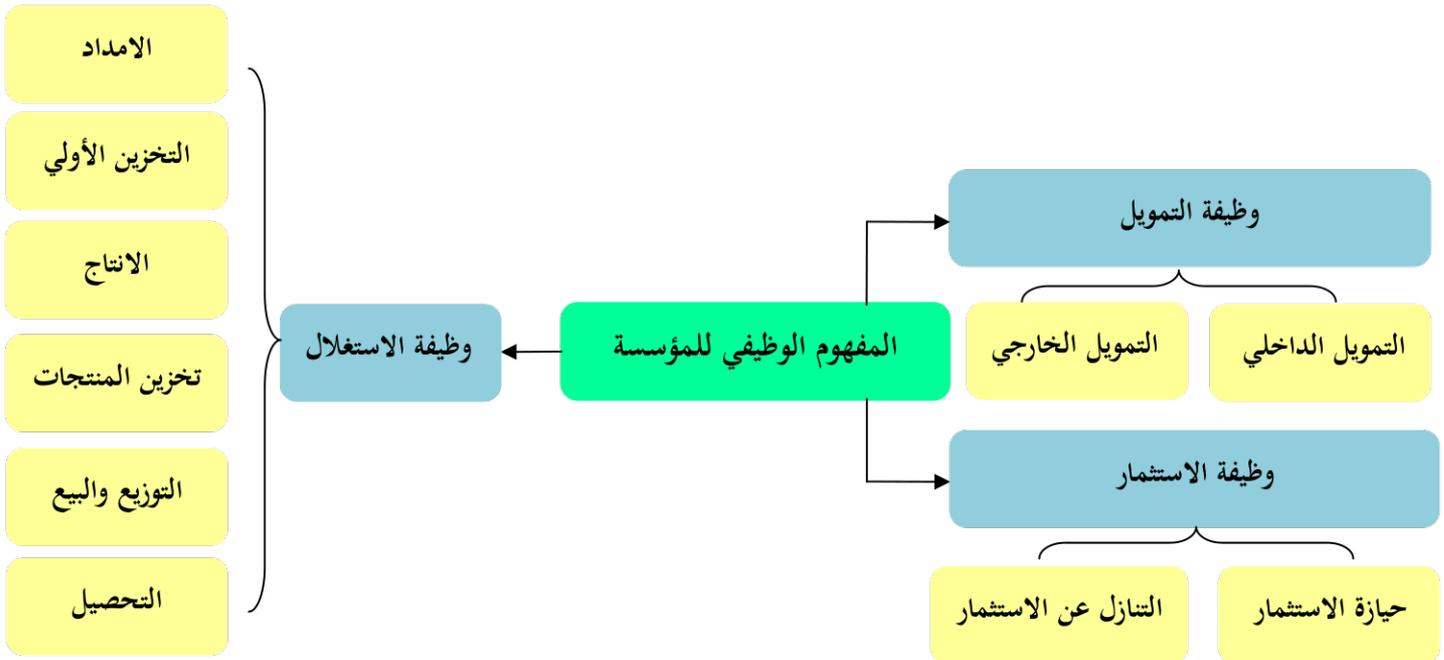 المفهوم الوظيفي للمؤسسة
وظيفة التمويل
التمويل الداخلي
التمويل الخارجي
وظيفة الاستثمار
حيازة الاستثمار
التنازل عن الاستثمار
وظيفة الاستغلال
الامداد
التخزين الأولي
الانتاج
تخزين المنتجات
التوزيع والبيع
التحصيل